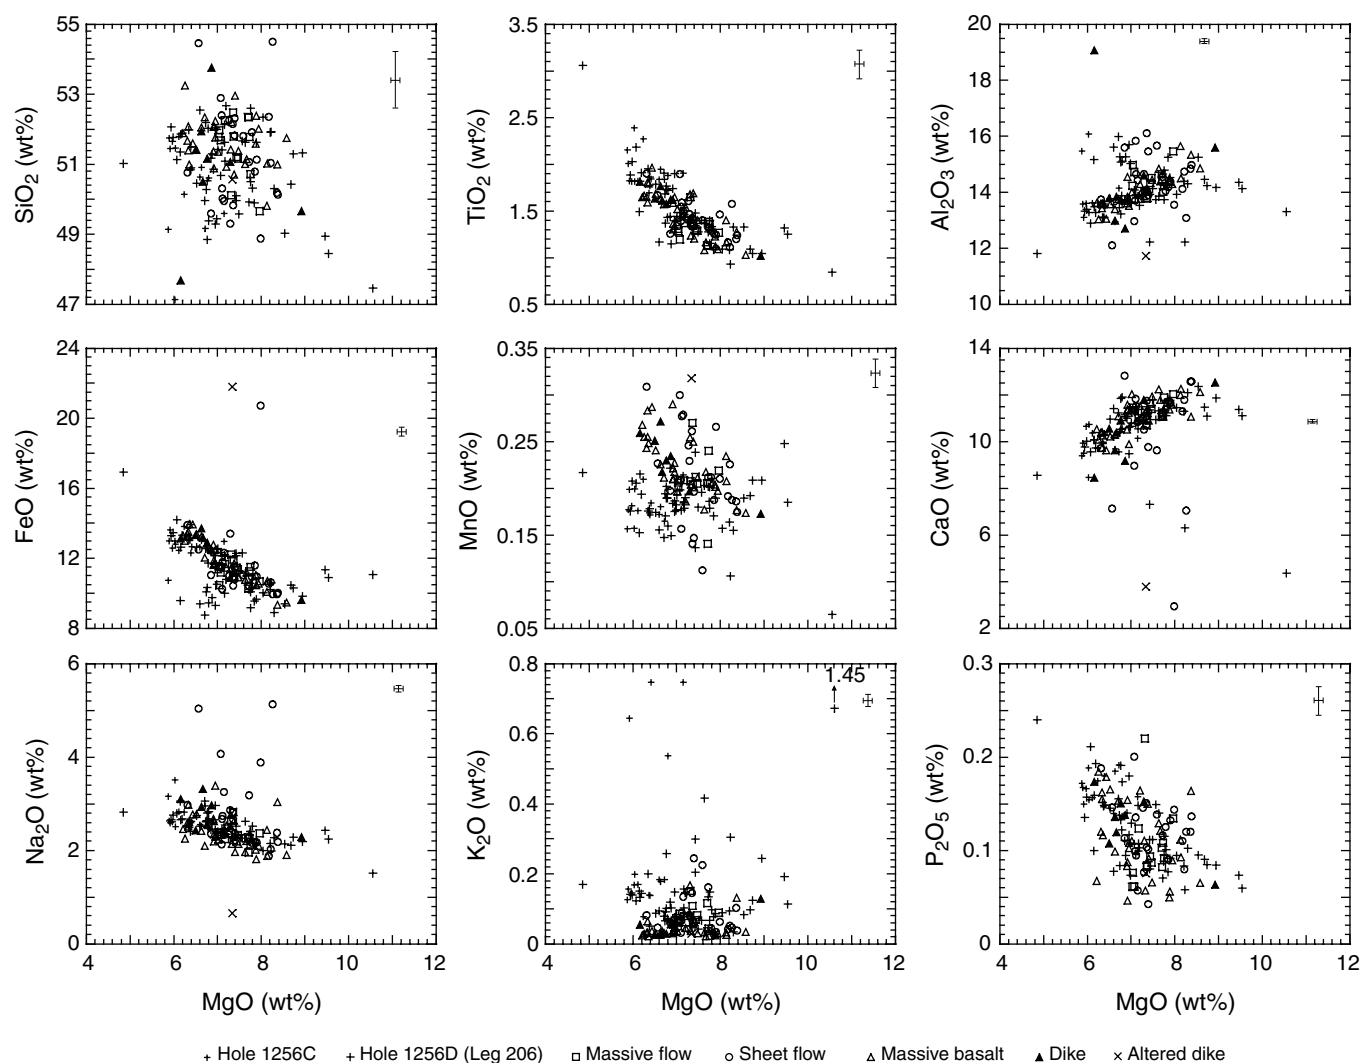 55
53
51
49
47
SiO2 (wt%)
3.5
2.5
1.5
0.5
TiO2 (wt%)
20
18
16
14
12
10
Al2O3 (wt%)
24
20
16
12
8
FeO (wt%)
0.35
0.25
0.15
0.05
MnO (wt%)
14
10
6
2
CaO (wt%)
6
4
2
0
Na2O (wt%)
4 6 8 10 12
MgO (wt%)
0.8
0.6
0.4
0.2
0
K2O (wt%)
1.45
4 6 8 10 12
MgO (wt%)
0.3
0.2
0.1
0
P2O5 (wt%)
4 6 8 10 12
MgO (wt%)
Hole 1256C Hole 1256D (Leg 206) Massive flow Sheet flow Massive basalt Dike Altered dike